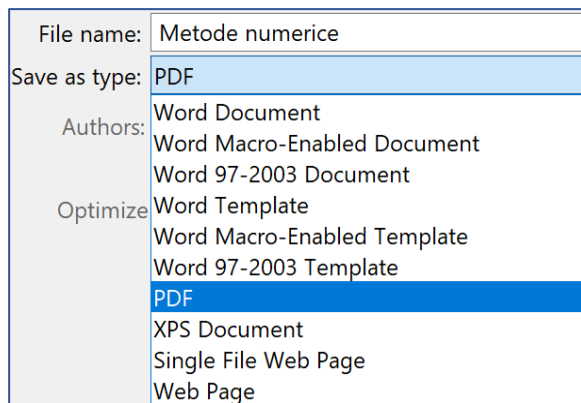 File name: Metode numerice
Save as type: PDF
Authors:
Word Document
Word Macro-Enabled Document
Word 97-2003 Document
Optimize
Word Template
Word Macro-Enabled Template
Word 97-2003 Template
PDF
XPS Document
Single File Web Page
Web Page